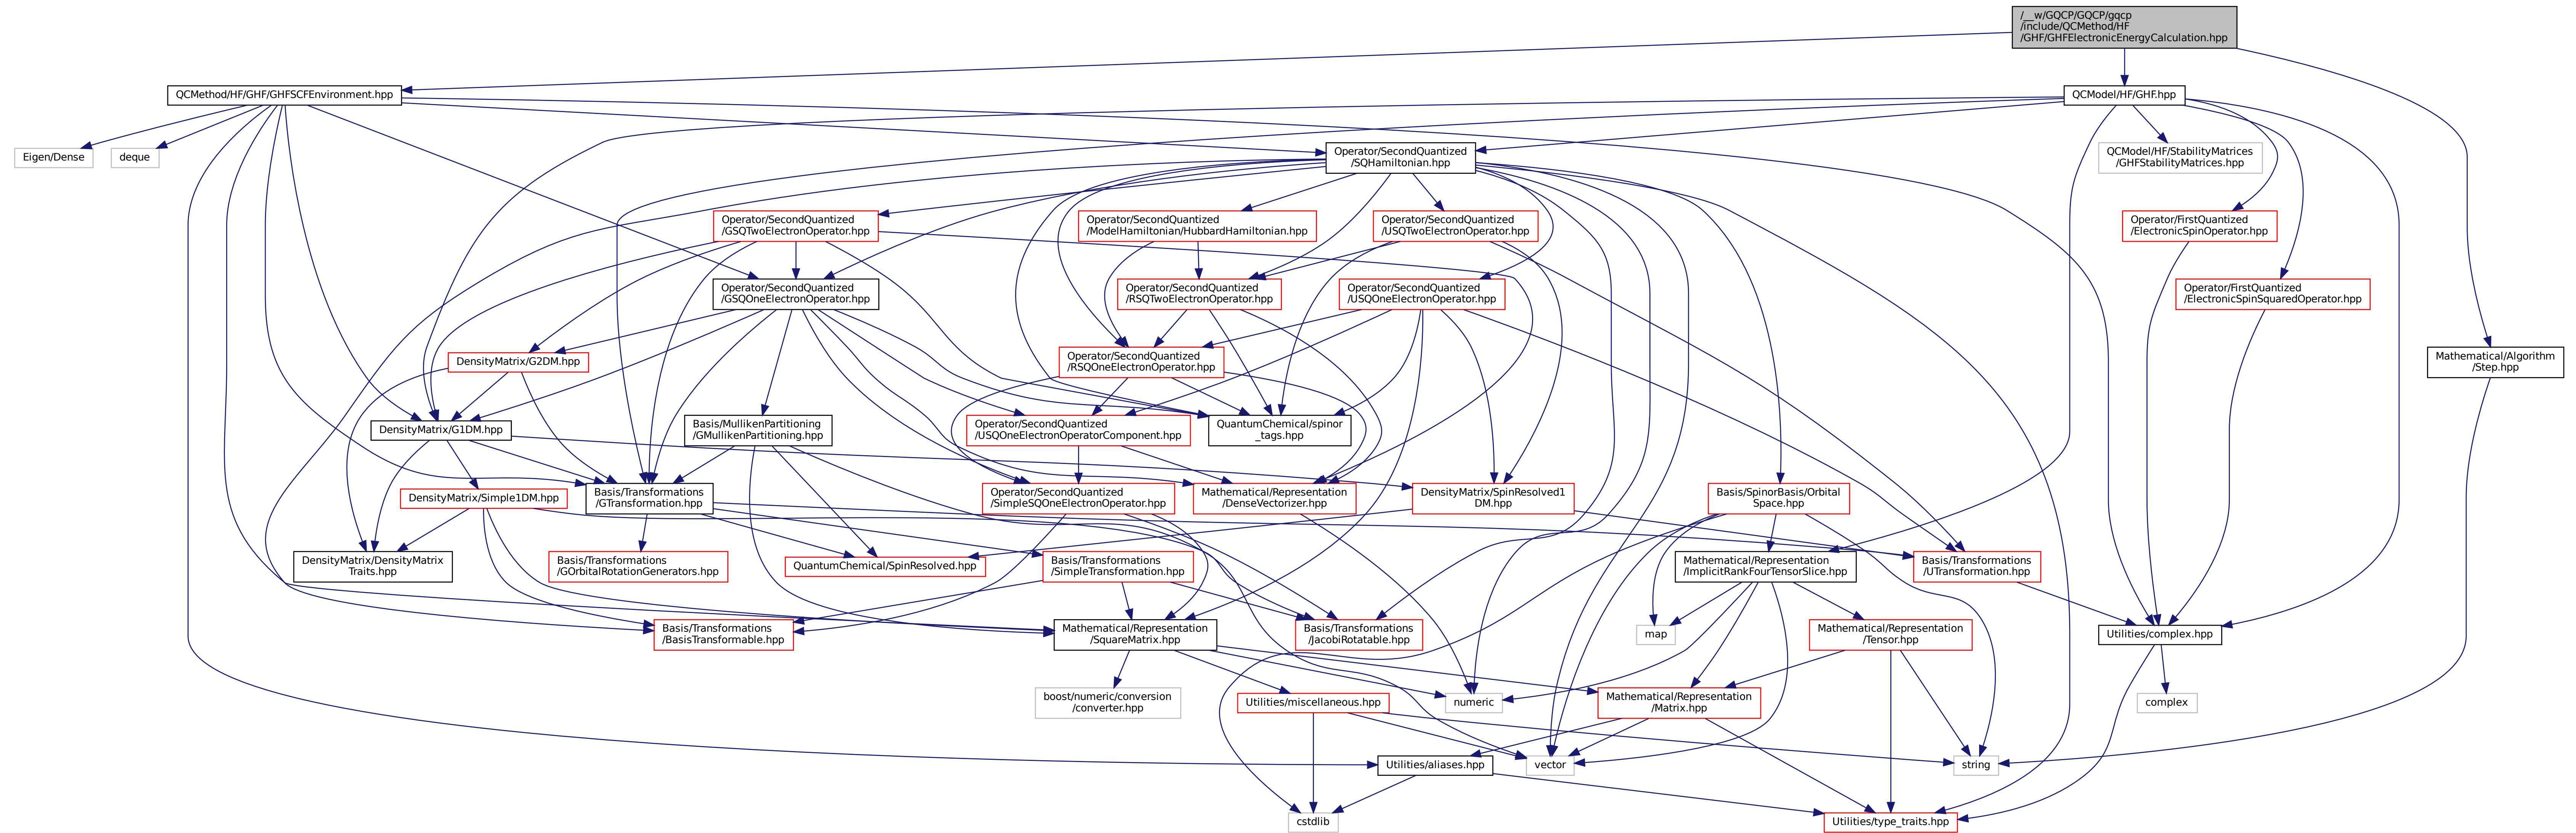 /__w/GQCP/GQCP/gqcp
/include/QCMethod/HF
/GHF/GHFElectronicEnergyCalculation.hpp
QCMethod/HF/GHF/GHFSCFEnvironment.hpp
QCModel/HF/GHF.hpp
Eigen/Dense
deque
Operator/SecondQuantized
/SQHamiltonian.hpp
QCModel/HF/StabilityMatrices
/GHFStabilityMatrices.hpp
Operator/SecondQuantized
/GSQTwoElectronOperator.hpp
Operator/SecondQuantized
/ModelHamiltonian/HubbardHamiltonian.hpp
Operator/SecondQuantized
/USQTwoElectronOperator.hpp
Operator/FirstQuantized
/ElectronicSpinOperator.hpp
Operator/SecondQuantized
/GSQOneElectronOperator.hpp
Operator/SecondQuantized
/RSQTwoElectronOperator.hpp
Operator/SecondQuantized
/USQOneElectronOperator.hpp
Operator/FirstQuantized
/ElectronicSpinSquaredOperator.hpp
DensityMatrix/G2DM.hpp
Operator/SecondQuantized
/RSQOneElectronOperator.hpp
Mathematical/Algorithm
/Step.hpp
DensityMatrix/G1DM.hpp
Basis/MullikenPartitioning
/GMullikenPartitioning.hpp
Operator/SecondQuantized
/USQOneElectronOperatorComponent.hpp
QuantumChemical/spinor
_tags.hpp
DensityMatrix/Simple1DM.hpp
Basis/Transformations
/GTransformation.hpp
Operator/SecondQuantized
/SimpleSQOneElectronOperator.hpp
Mathematical/Representation
/DenseVectorizer.hpp
DensityMatrix/SpinResolved1
DM.hpp
Basis/SpinorBasis/Orbital
Space.hpp
DensityMatrix/DensityMatrix
Traits.hpp
Basis/Transformations
/GOrbitalRotationGenerators.hpp
QuantumChemical/SpinResolved.hpp
Basis/Transformations
/SimpleTransformation.hpp
Mathematical/Representation
/ImplicitRankFourTensorSlice.hpp
Basis/Transformations
/UTransformation.hpp
Basis/Transformations
/BasisTransformable.hpp
Mathematical/Representation
/SquareMatrix.hpp
Basis/Transformations
/JacobiRotatable.hpp
map
Mathematical/Representation
/Tensor.hpp
Utilities/complex.hpp
boost/numeric/conversion
/converter.hpp
Utilities/miscellaneous.hpp
numeric
Mathematical/Representation
/Matrix.hpp
complex
Utilities/aliases.hpp
vector
string
cstdlib
Utilities/type_traits.hpp